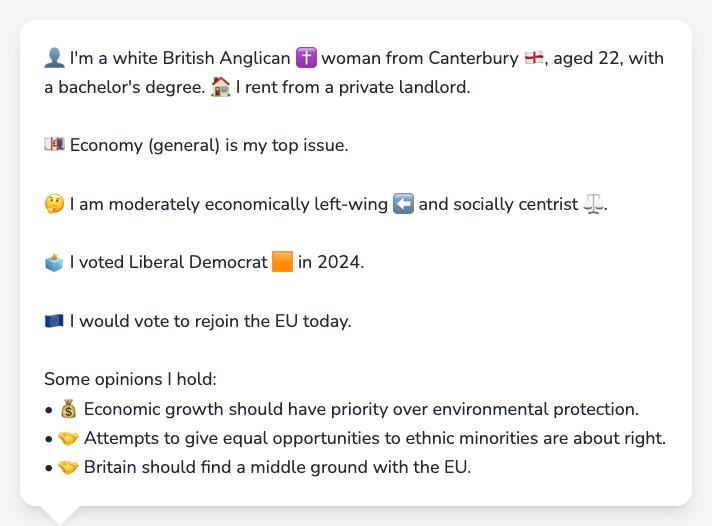 👤 I'm a white British Anglican ✝️ woman from Canterbury 🏴󠁧󠁢󠁥󠁮󠁧󠁿, aged 22, with
a bachelor's degree. 🏠 I rent from a private landlord.
💷 Economy (general) is my top issue.
🤔 I am moderately economically left-wing ⬅️ and socially centrist ⚖️.
🗳️ I voted Liberal Democrat 🟧 in 2024.
🇪🇺 I would vote to rejoin the EU today.
Some opinions I hold:
• 💰 Economic growth should have priority over environmental protection.
• 🤝 Attempts to give equal opportunities to ethnic minorities are about right.
• 🤝 Britain should find a middle ground with the EU.